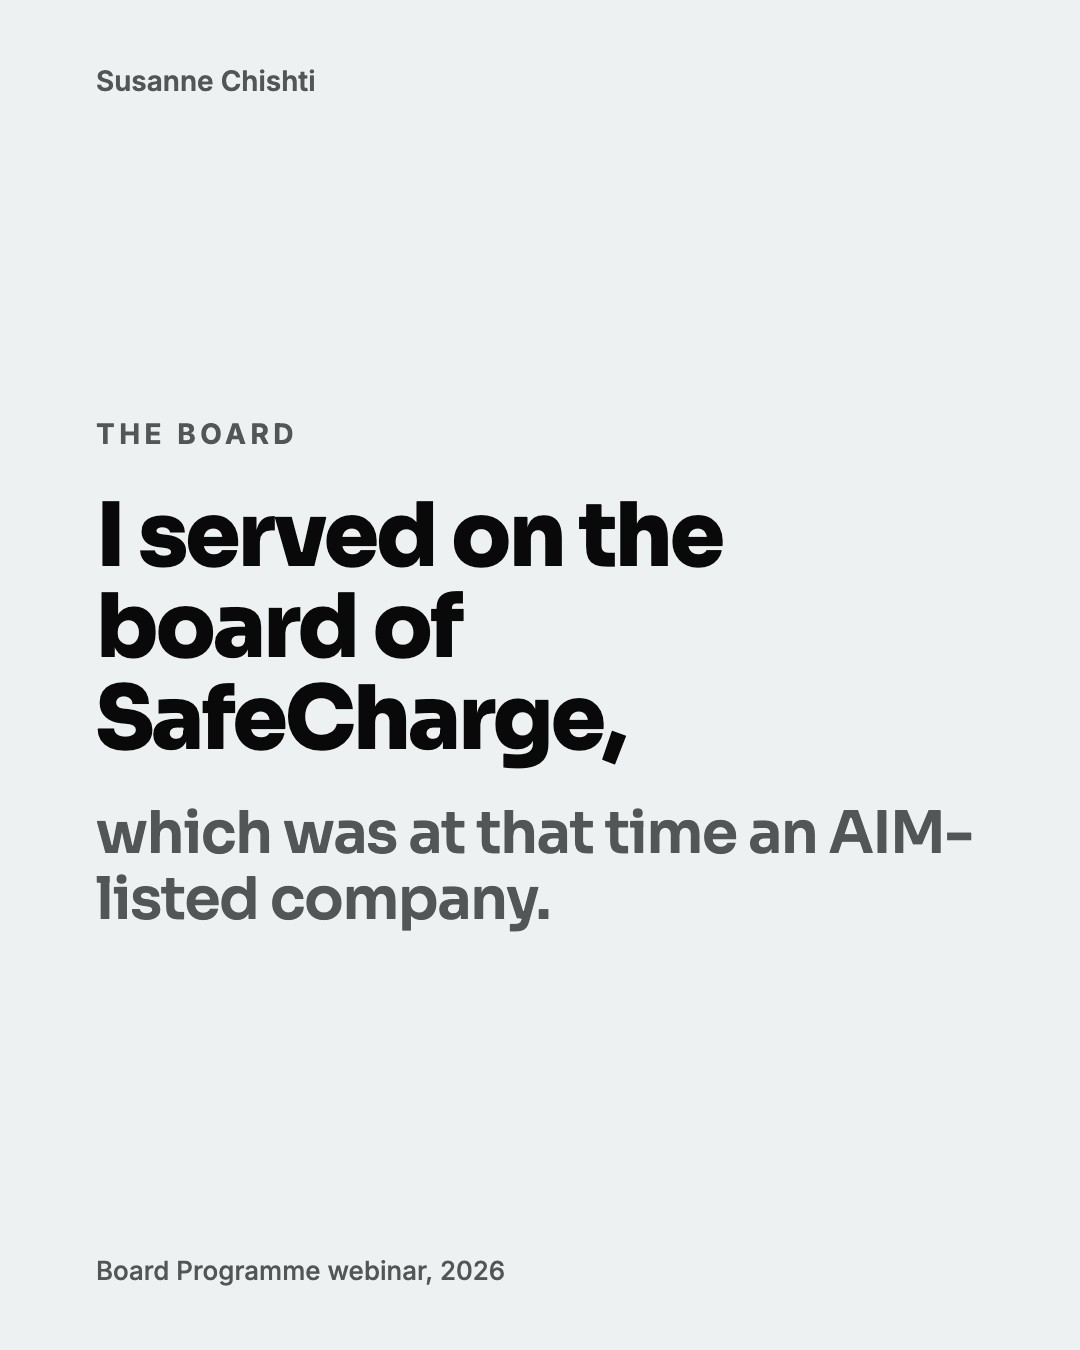 Susanne Chishti
THE BOARD
I served on the
board of
SafeCharge,
which was at that time an AIM-
listed company.
Board Programme webinar, 2026